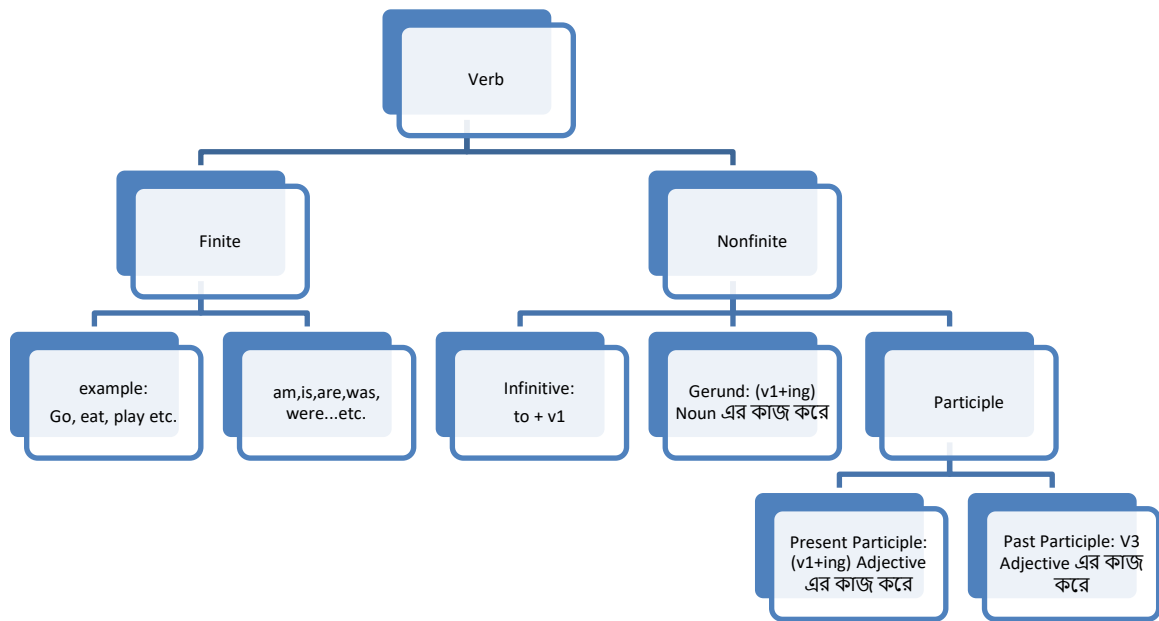 Verb
Finite
Nonfinite
example:
Go, eat, play etc.
am,is,are,was,
were...etc.
Infinitive:
to + v1
Gerund: (v1+ing)
Noun এর কাজ করে
Participle
Present Participle:
(v1+ing) Adjective
এর কাজ করে
Past Participle: V3
Adjective এর কাজ
করে